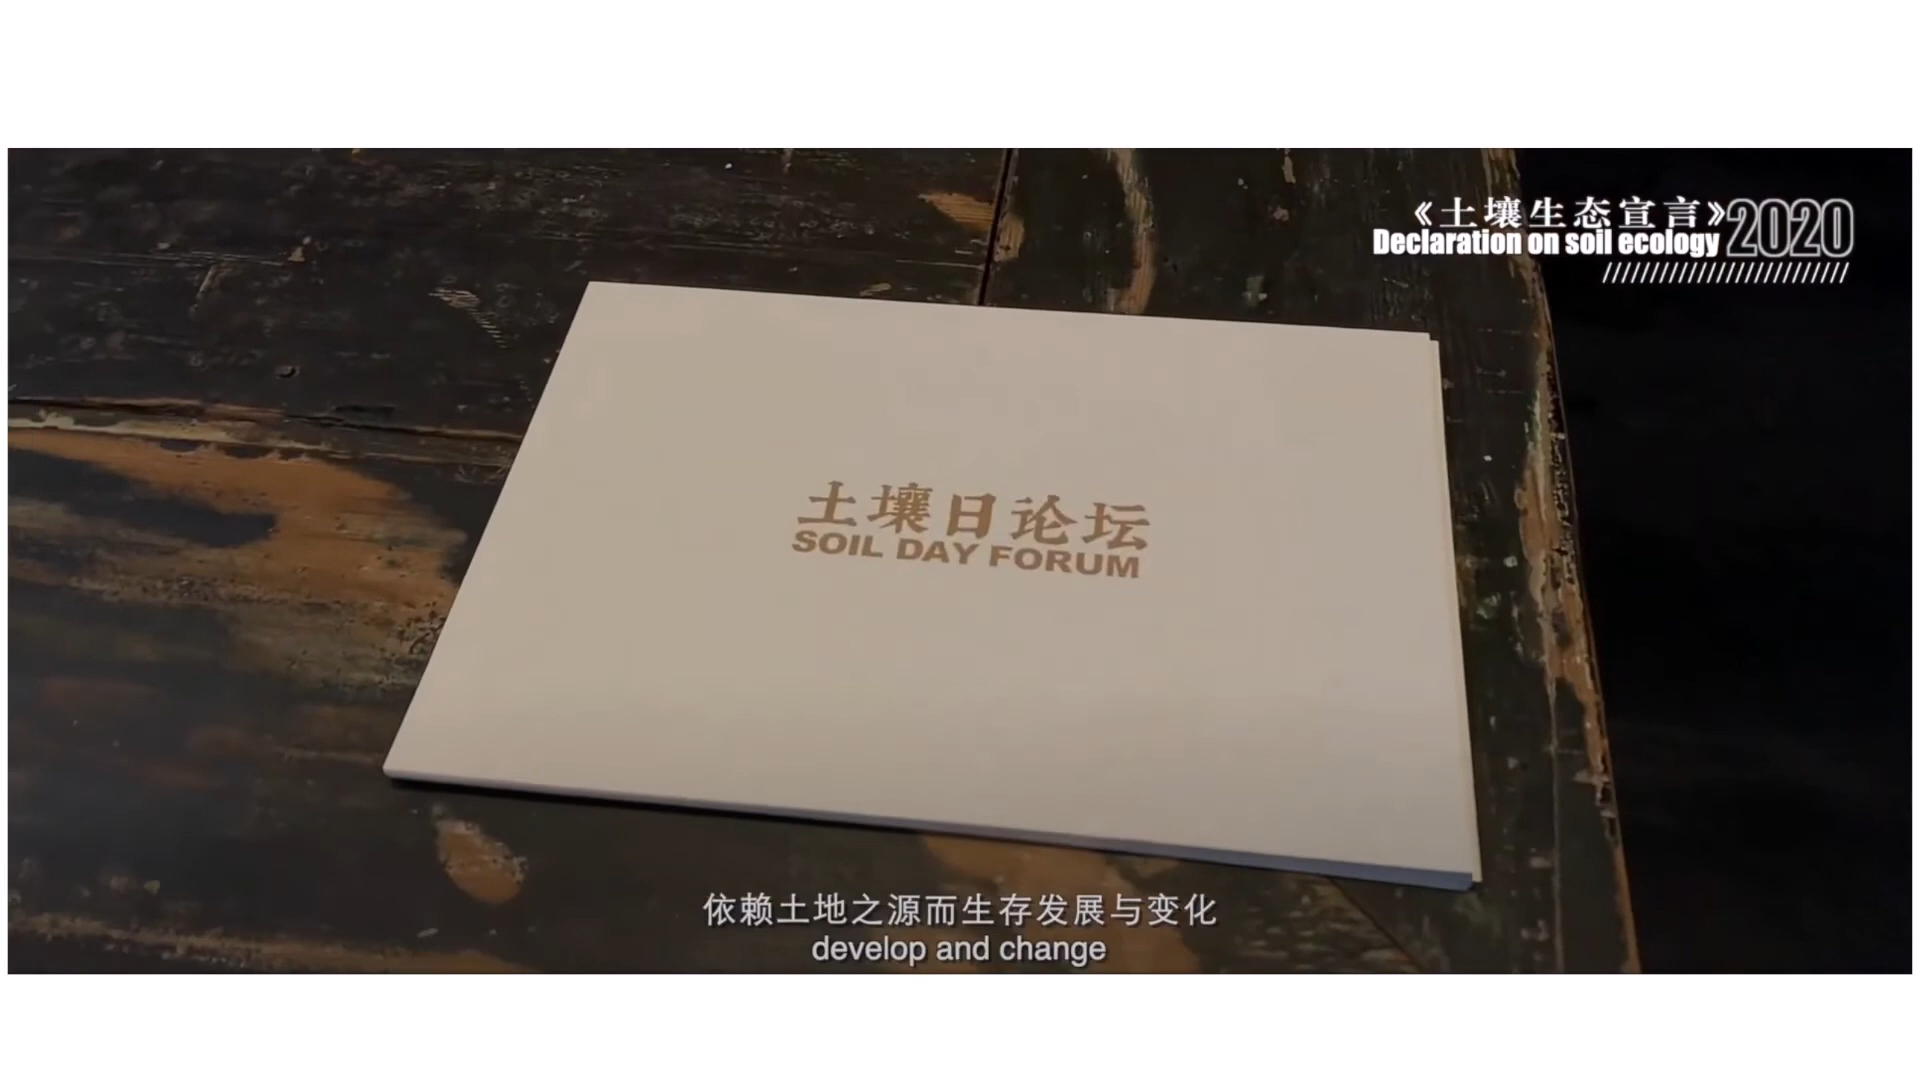 《土壤生态宣言》2020
Declaration on soil ecology
土壤日论坛
SOIL DAY FORUM
依赖土地之源而生存发展与变化
develop and change